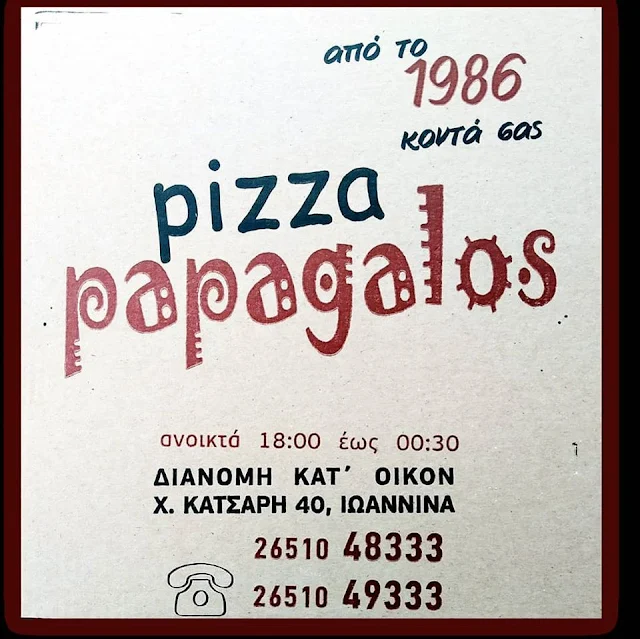 από το
1986
κοντά σας
pizza
papagalos
ανοικτά 18:00 έως 00:30
ΔΙΑΝΟΜΗ ΚΑΤ΄ ΟΙΚΟΝ
Χ. ΚΑΤΣΑΡΗ 40, ΙΩΑΝΝΙΝΑ
26510 48333
26510 49333